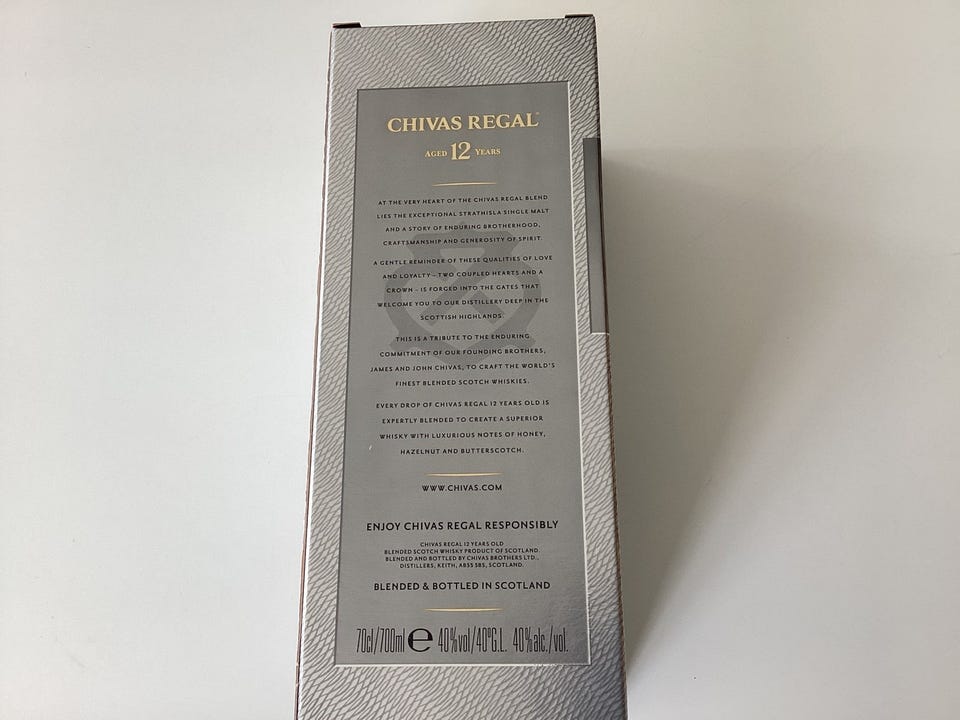 CHIVAS REGAL
AGED 12 YEARS
AT THE VERY HEART OF THE CHIVAS REGAL BLEND
LIES THE EXCEPTIONAL STRATHISLA SINGLE MALT
AND A STORY OF ENDURING BROTHERHOOD,
CRAFTSMANSHIP AND GENEROSITY OF SPIRIT.
A GENTLE REMINDER OF THESE QUALITIES OF LOVE
AND LOYALTY – TWO COUPLED HEARTS AND A
CROWN – IS FORGED INTO THE GATES THAT
WELCOME YOU TO OUR DISTILLERY DEEP IN THE
SCOTTISH HIGHLANDS.
THIS IS A TRIBUTE TO THE ENDURING
COMMITMENT OF OUR FOUNDING BROTHERS,
JAMES AND JOHN CHIVAS, TO CRAFT THE WORLD'S
FINEST BLENDED SCOTCH WHISKIES.
EVERY DROP OF CHIVAS REGAL 12 YEARS OLD IS
EXPERTLY BLENDED TO CREATE A SUPERIOR
WHISKY WITH LUXURIOUS NOTES OF HONEY,
HAZELNUT AND BUTTERSCOTCH.
WWW.CHIVAS.COM
ENJOY CHIVAS REGAL RESPONSIBLY
CHIVAS REGAL 12 YEARS OLD
BLENDED SCOTCH WHISKY PRODUCT OF SCOTLAND.
BLENDED AND BOTTLED BY CHIVAS BROTHERS LTD.,
DISTILLERS, KEITH, AB55 5BS, SCOTLAND.
BLENDED & BOTTLED IN SCOTLAND
70cl/700ml e 40%vol/40°G.L. 40%alc./vol.